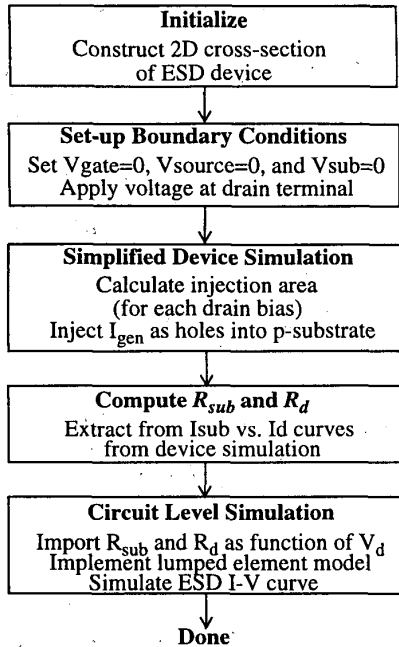 Initialize
Construct 2D cross-section
of ESD device
Set-up Boundary Conditions
Set Vgate=0, Vsource=0, and Vsub=0
Apply voltage at drain terminal
Simplified Device Simulation
Calculate injection area
(for each drain bias)
Inject Igen as holes into p-substrate
Compute Rsub and Rd
Extract from Isub vs. Id curves
from device simulation
Circuit Level Simulation
Import Rsub and Rd as function of Vd
Implement lumped element model
Simulate ESD I-V curve
Done